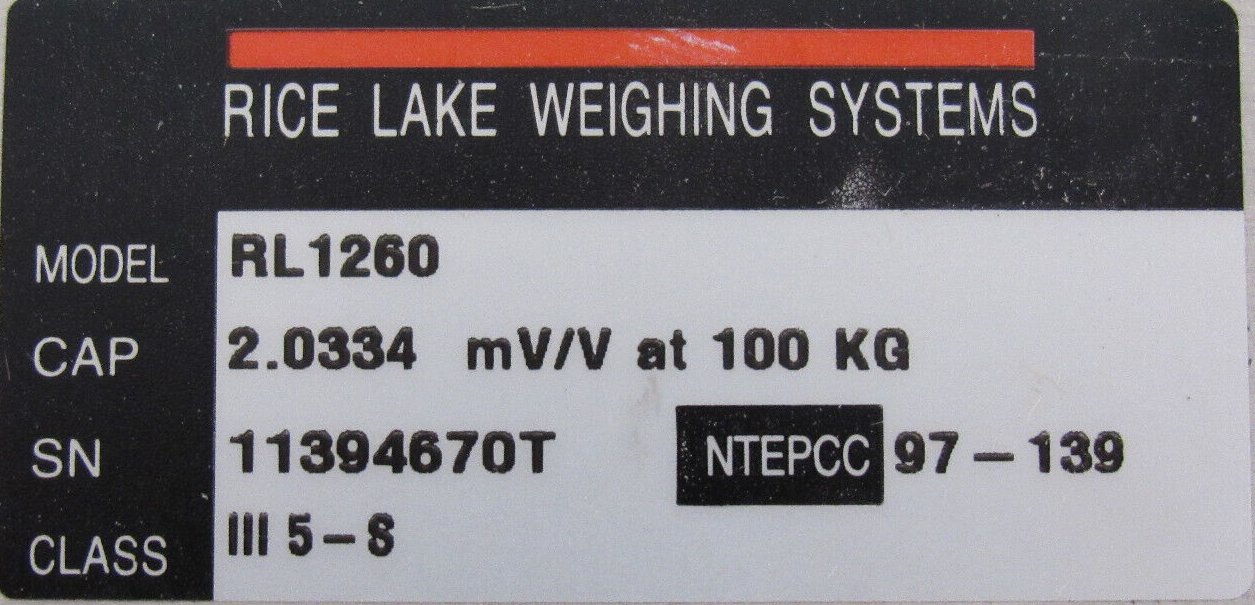 RICE LAKE WEIGHING SYSTEMS
MODEL RL1260
CAP 2.0334 mV/V at 100 KG
SN 11394670T NTEPCC 97-139
CLASS III 5-S